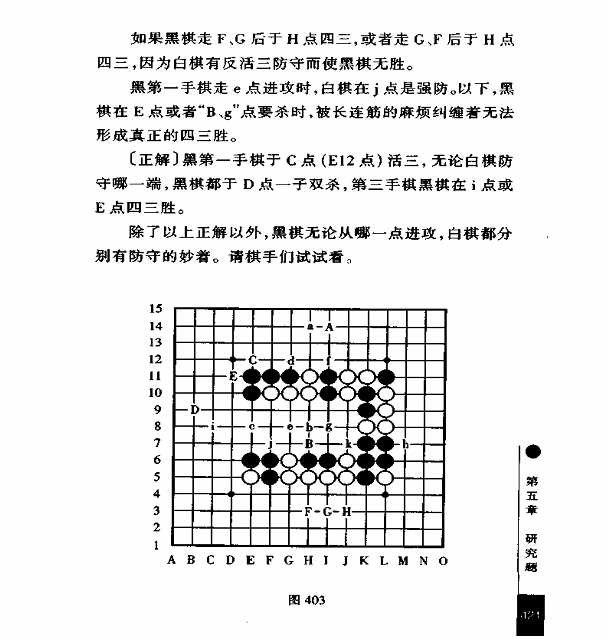 如果黑棋走 F、G 后于 H 点四三,或者走 G、F 后于 H 点
四三,因为白棋有反活三防守而使黑棋无胜。
黑第一手棋走 e 点进攻时,白棋在 j 点是强防。以下,黑
棋在 E 点或者“B、g”点要杀时,被长连筋的麻烦纠缠着无法
形成真正的四三胜。
〔正解〕黑第一手棋于 C 点(E12 点)活三,无论白棋防
守哪一端,黑棋都于 D 点一子双杀,第三手棋黑棋在 i 点或
E 点四三胜。
除了以上正解以外,黑棋无论从哪一点进攻,白棋都分
别有防守的妙着。请棋手们试试看。
15
14 a A
13
12 C d f
11 E
10
9 D
8 i c e b g
7 j B k h
6
5
4
3 F G H
2
1
A B C D E F G H I J K L M N O
图 403
第五章 研究题